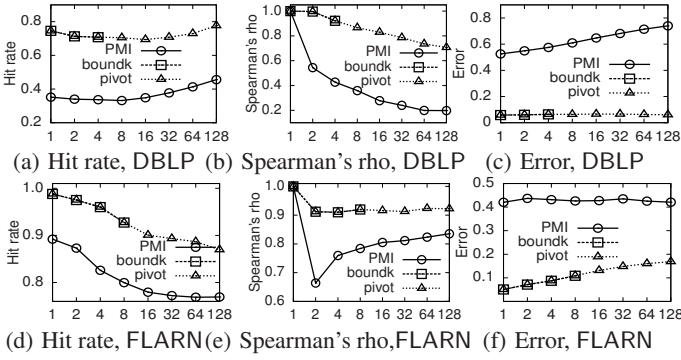 Hit rate
0.8
0.6
0.4
0.2
PMI
boundk
pivot
1 2 4 8 16 32 64 128
Spearman's rho
1.0
0.8
0.6
0.4
0.2
PMI
boundk
pivot
1 2 4 8 16 32 64 128
Error
0.8
0.6
0.4
0.2
0
PMI
boundk
pivot
1 2 4 8 16 32 64 128
(a) Hit rate, DBLP (b) Spearman's rho, DBLP (c) Error, DBLP
Hit rate
1.0
0.9
0.8
PMI
boundk
pivot
1 2 4 8 16 32 64 128
Spearman's rho
1.0
0.9
0.8
0.7
0.6
PMI
boundk
pivot
1 2 4 8 16 32 64 128
Error
0.5
0.4
0.3
0.2
0.1
0
PMI
boundk
pivot
1 2 4 8 16 32 64 128
(d) Hit rate, FLARN (e) Spearman's rho,FLARN (f) Error, FLARN